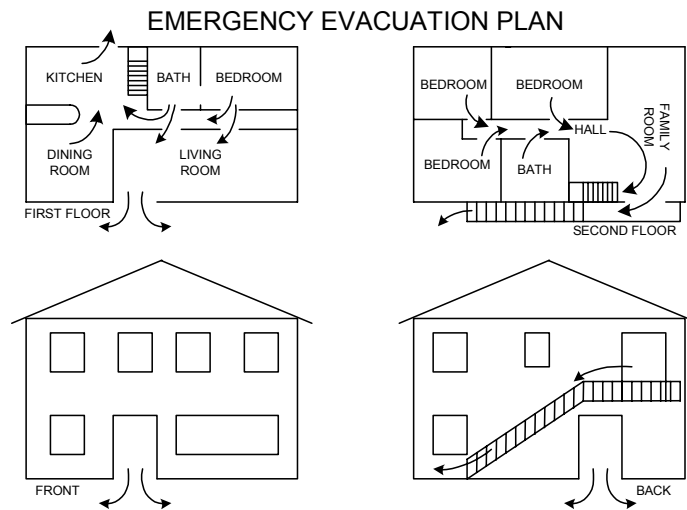 EMERGENCY EVACUATION PLAN
KITCHEN
BATH
BEDROOM
DINING
ROOM
LIVING
ROOM
FIRST FLOOR
BEDROOM
BEDROOM
FAMILY
ROOM
HALL
BEDROOM
BATH
SECOND FLOOR
FRONT
BACK